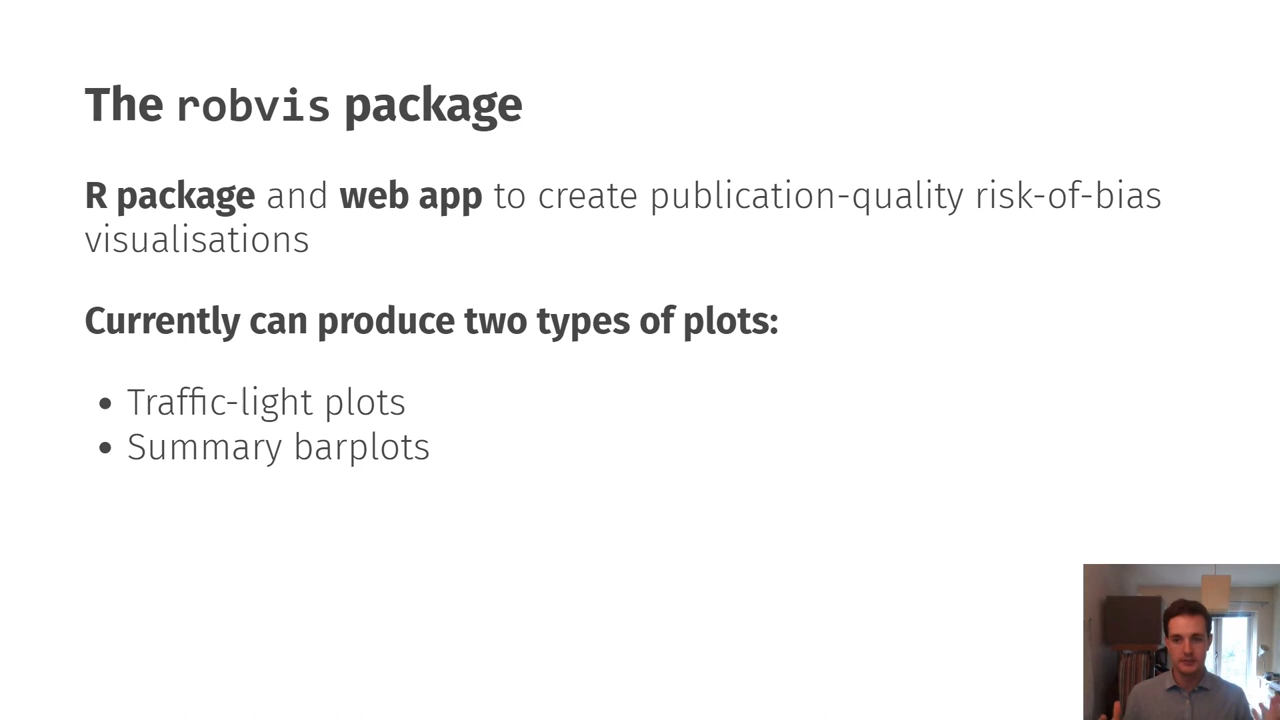 The robvis package
R package and web app to create publication-quality risk-of-bias
visualisations
Currently can produce two types of plots:
• Traffic-light plots
• Summary barplots